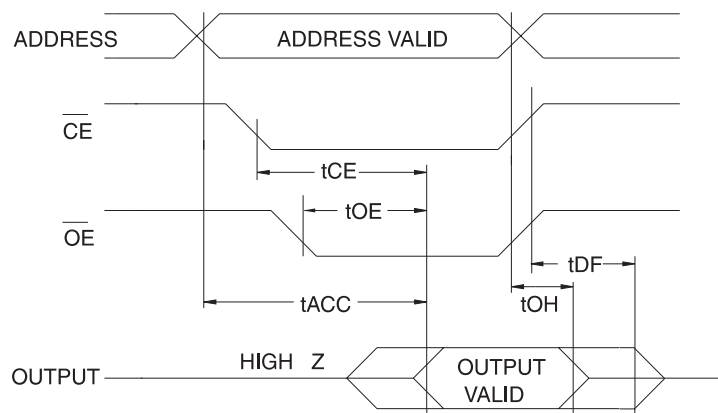 ADDRESS
ADDRESS VALID
CE
tCE
OE
tOE
tDF
tACC
tOH
OUTPUT
HIGH Z
OUTPUT
VALID